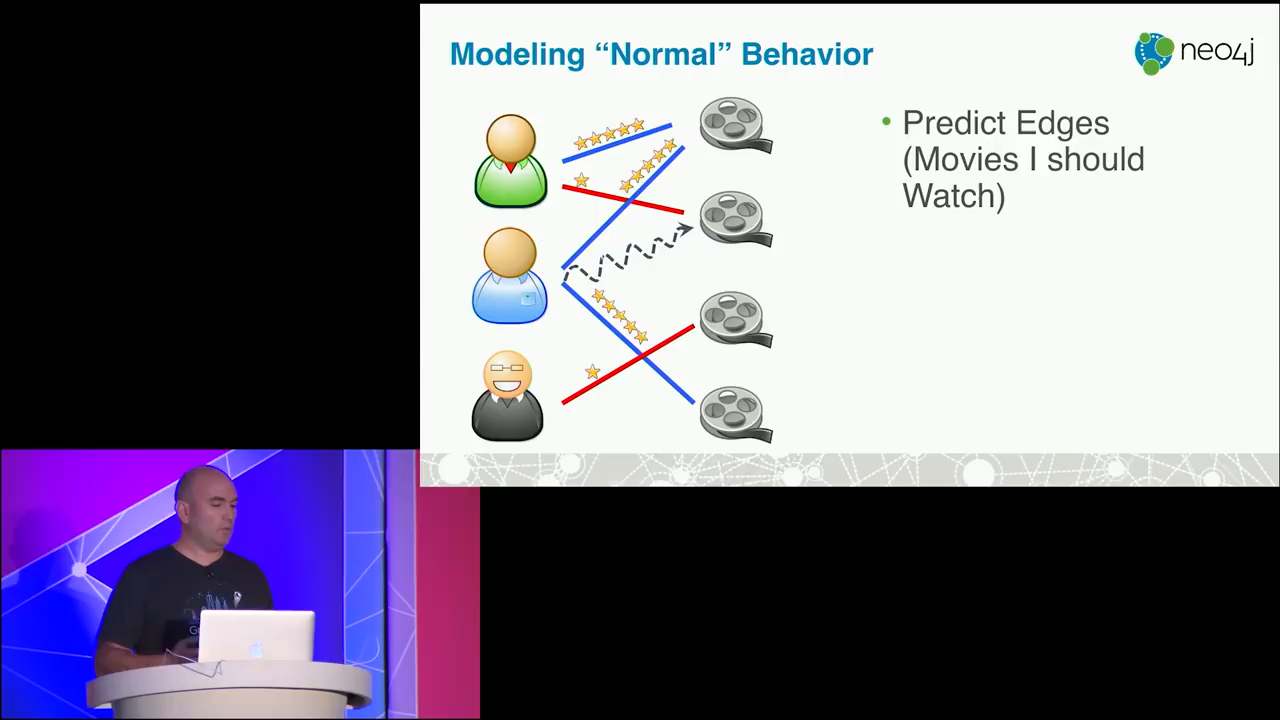 Modeling “Normal” Behavior
neo4j
• Predict Edges
(Movies I should
Watch)